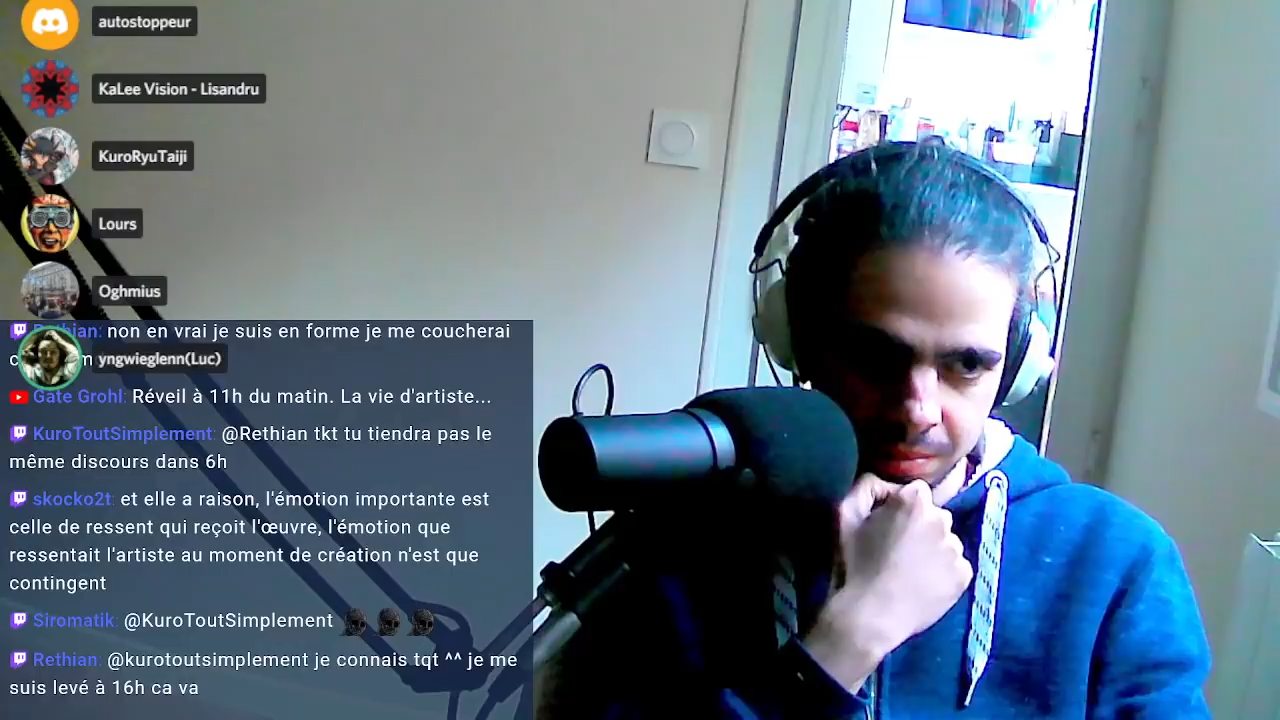 autostoppeur
KaLee Vision - Lisandru
KuroRyuTaiji
Lours
Oghmius
non en vrai je suis en forme je me coucherai
yngwieglenn(Luc)
Gate Grohl: Réveil à 11h du matin. La vie d'artiste...
KuroToutSimplement: @Rethian tkt tu tiendra pas le
même discours dans 6h
skocko2t: et elle a raison, l'émotion importante est
celle de ressent qui reçoit l'œuvre, l'émotion que
ressentait l'artiste au moment de création n'est que
contingent
Siromatik: @KuroToutSimplement
Rethian: @kurotoutsimplement je connais tqt ^^ je me
suis levé à 16h ca va